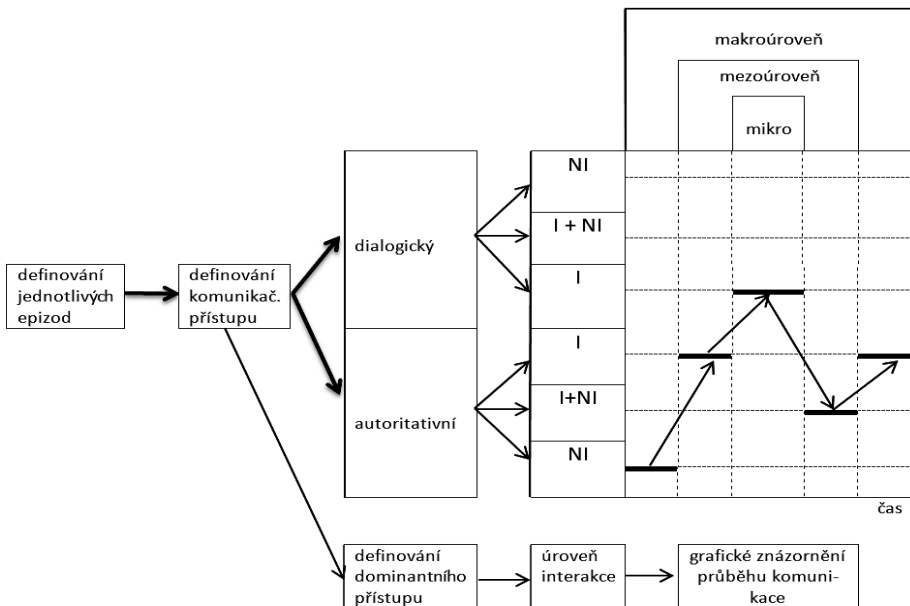 makroúroveň
mezoúroveň
mikro
NI
I + NI
I
I
I+NI
NI
dialogický
autoritativní
definování
jednotlivých
epizod
definování
komunikač.
přístupu
čas
definování
dominantního
přístupu
úroveň
interakce
grafické znázornění
průběhu komuni-
kace